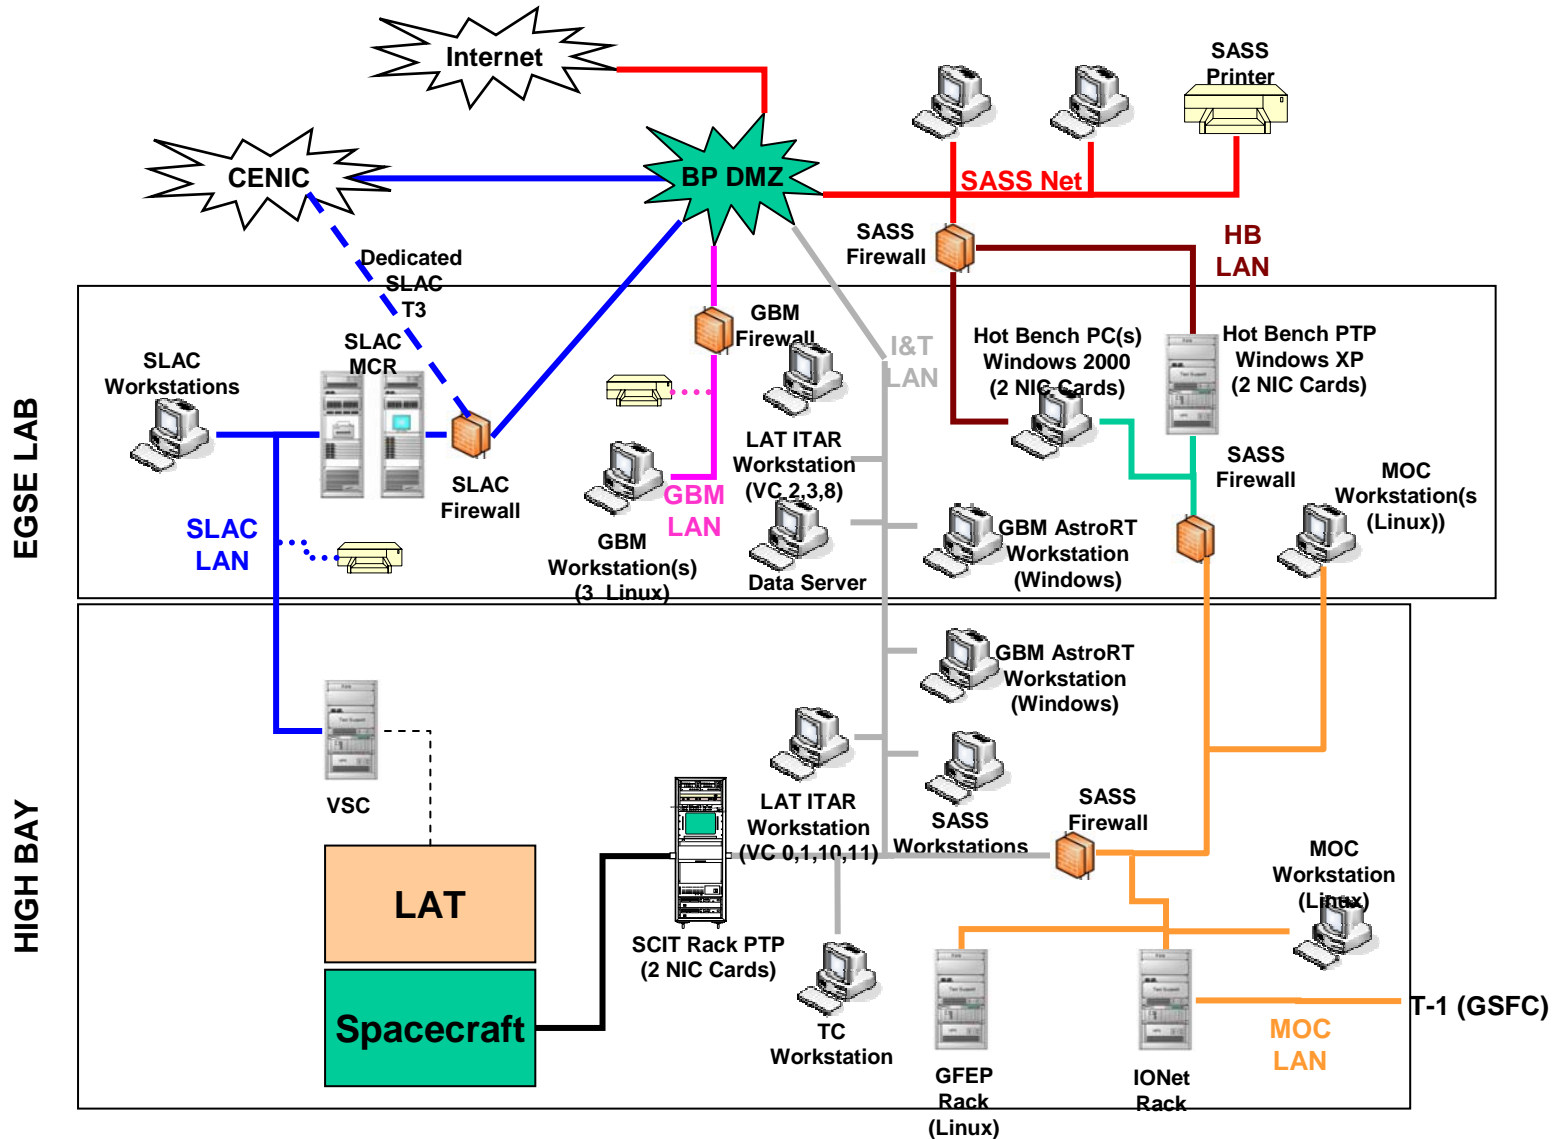 Internet
SASS
Printer
CENIC
BP DMZ
SASS Net
SASS
Firewall
HB
LAN
Dedicated
SLAC
T3
EGSE LAB
SLAC
Workstations
SLAC
MCR
SLAC
Firewall
SLAC
LAN
GBM
Firewall
GBM
LAN
GBM
Workstation(s)
(3 Linux)
LAT ITAR
Workstation
(VC 2,3,8)
Data Server
I&T
LAN
GBM AstroRT
Workstation
(Windows)
Hot Bench PC(s)
Windows 2000
(2 NIC Cards)
Hot Bench PTP
Windows XP
(2 NIC Cards)
SASS
Firewall
MOC
Workstation(s
(Linux))
HIGH BAY
VSC
LAT
Spacecraft
SCIT Rack PTP
(2 NIC Cards)
LAT ITAR
Workstation
(VC 0,1,10,11)
GBM AstroRT
Workstation
(Windows)
SASS
Workstations
SASS
Firewall
TC
Workstation
GFEP
Rack
(Linux)
IONet
Rack
MOC
Workstation
(Linux)
MOC
LAN
T-1 (GSFC)